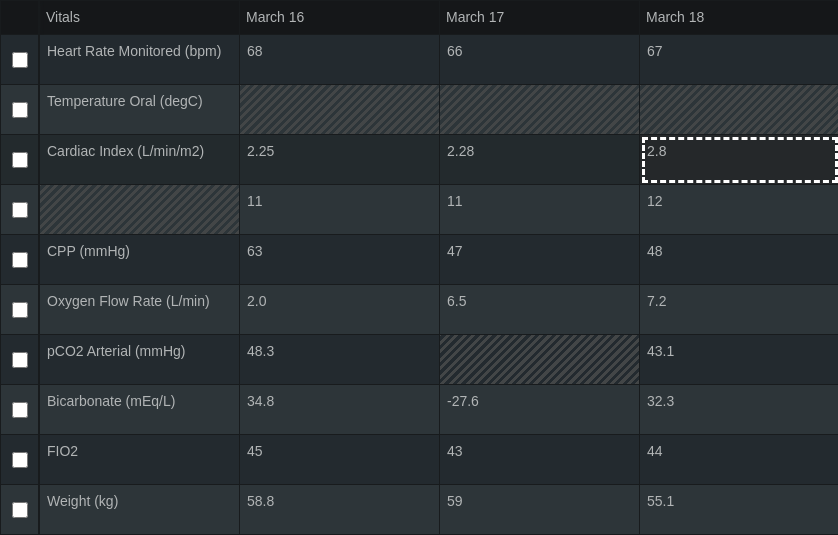 Vitals March 16 March 17 March 18
Heart Rate Monitored (bpm) 68 66 67
Temperature Oral (degC)
Cardiac Index (L/min/m2) 2.25 2.28 2.8
11 11 12
CPP (mmHg) 63 47 48
Oxygen Flow Rate (L/min) 2.0 6.5 7.2
pCO2 Arterial (mmHg) 48.3 43.1
Bicarbonate (mEq/L) 34.8 -27.6 32.3
FIO2 45 43 44
Weight (kg) 58.8 59 55.1